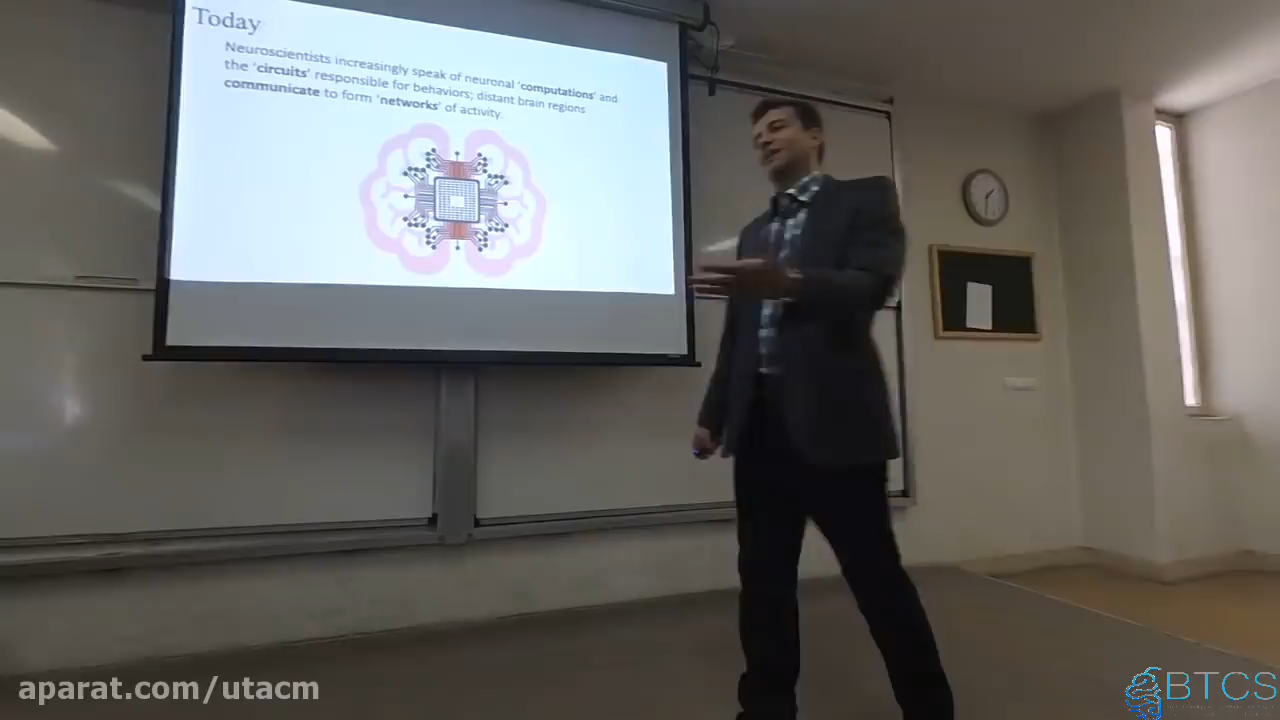 Today
Neuroscientists increasingly speak of neuronal 'computations' and
the 'circuits' responsible for behaviors; distant brain regions
communicate to form 'networks' of activity.
aparat.com/utacm
BTCS